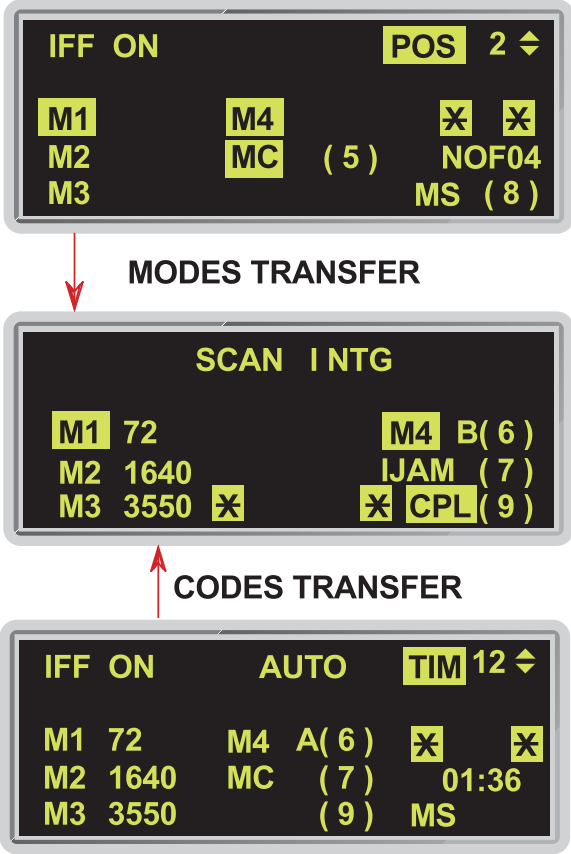 IFF ON POS 2
M1 M4 * *
M2 MC ( 5 ) NOF04
M3 MS ( 8 )
MODES TRANSFER
SCAN INTG
M1 72 M4 B( 6 )
M2 1640 IJAM ( 7 )
M3 3550 * * CPL ( 9 )
CODES TRANSFER
IFF ON AUTO TIM 12
M1 72 M4 A( 6 ) * *
M2 1640 MC ( 7 ) 01:36
M3 3550 ( 9 ) MS